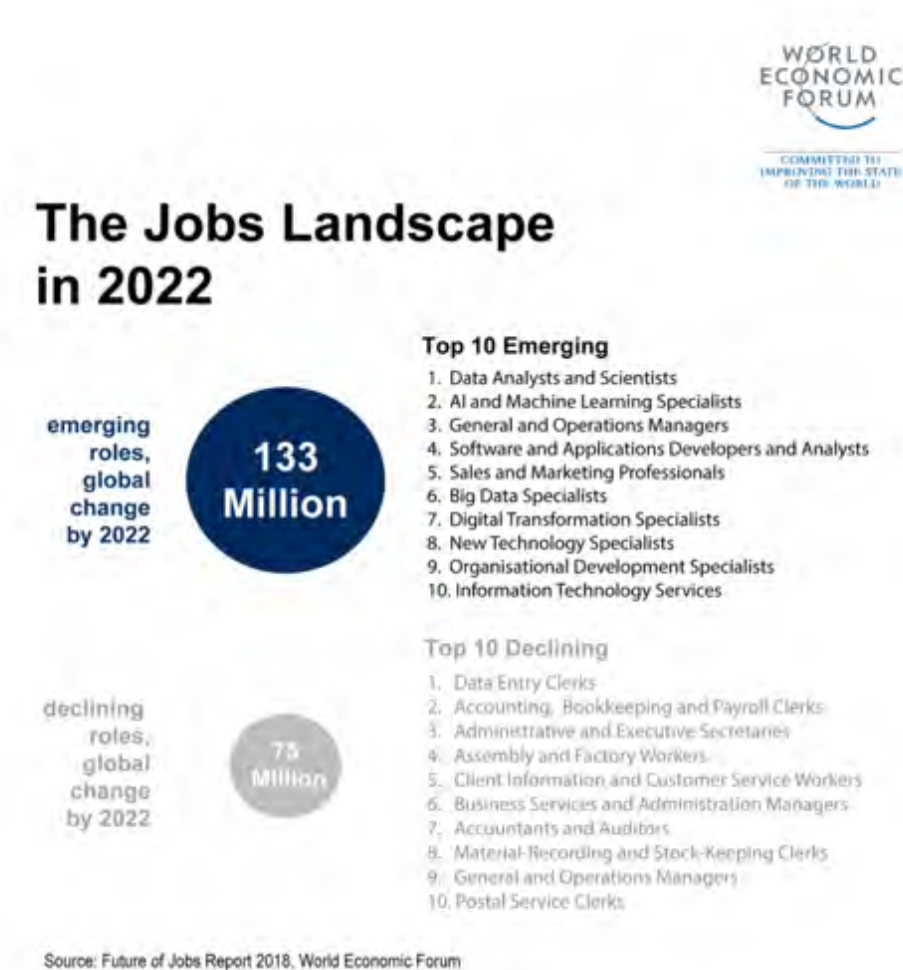 WORLD
ECONOMIC
FORUM
COMMITTED TO
IMPROVING THE STATE
OF THE WORLD
The Jobs Landscape
in 2022
emerging
roles,
global
change
by 2022
133
Million
Top 10 Emerging
1. Data Analysts and Scientists
2. AI and Machine Learning Specialists
3. General and Operations Managers
4. Software and Applications Developers and Analysts
5. Sales and Marketing Professionals
6. Big Data Specialists
7. Digital Transformation Specialists
8. New Technology Specialists
9. Organisational Development Specialists
10. Information Technology Services
declining
roles,
global
change
by 2022
75
Million
Top 10 Declining
1. Data Entry Clerks
2. Accounting, Bookkeeping and Payroll Clerks
3. Administrative and Executive Secretaries
4. Assembly and Factory Workers
5. Client Information and Customer Service Workers
6. Business Services and Administration Managers
7. Accountants and Auditors
8. Material-Recording and Stock-Keeping Clerks
9. General and Operations Managers
10. Postal Service Clerks
Source: Future of Jobs Report 2018, World Economic Forum